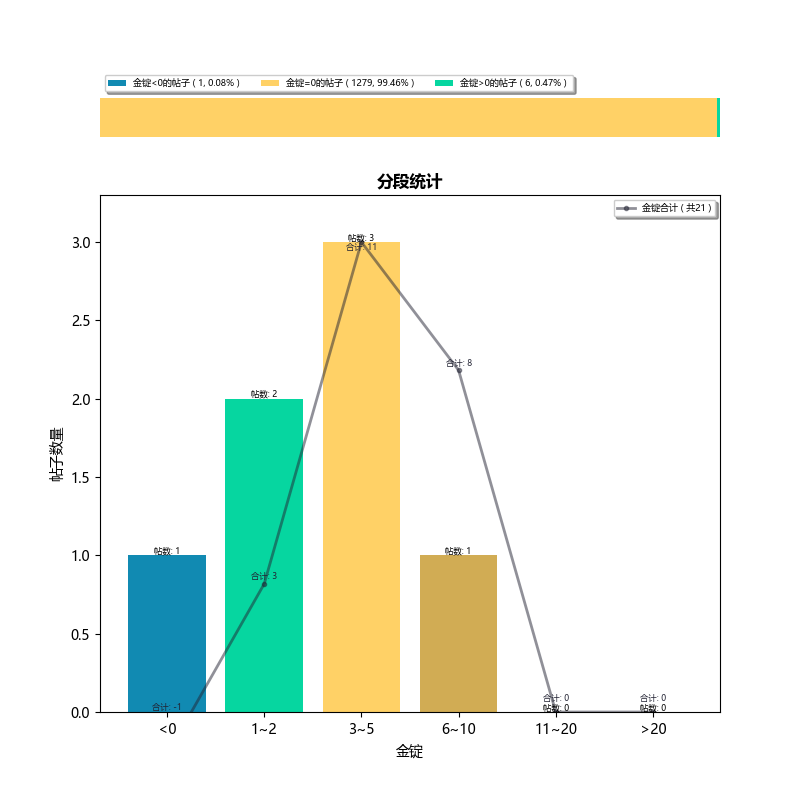 金锭<0的帖子 ( 1, 0.08% )
金锭=0的帖子 ( 1279, 99.46% )
金锭>0的帖子 ( 6, 0.47% )
分段统计
金锭合计 ( 共21 )
帖子数量
3.0
2.5
2.0
1.5
1.0
0.5
0.0
帖数: 1
合计: -1
帖数: 2
合计: 3
帖数: 3
合计: 11
合计: 8
帖数: 1
合计: 0
帖数: 0
合计: 0
帖数: 0
<0
1~2
3~5
6~10
11~20
>20
金锭